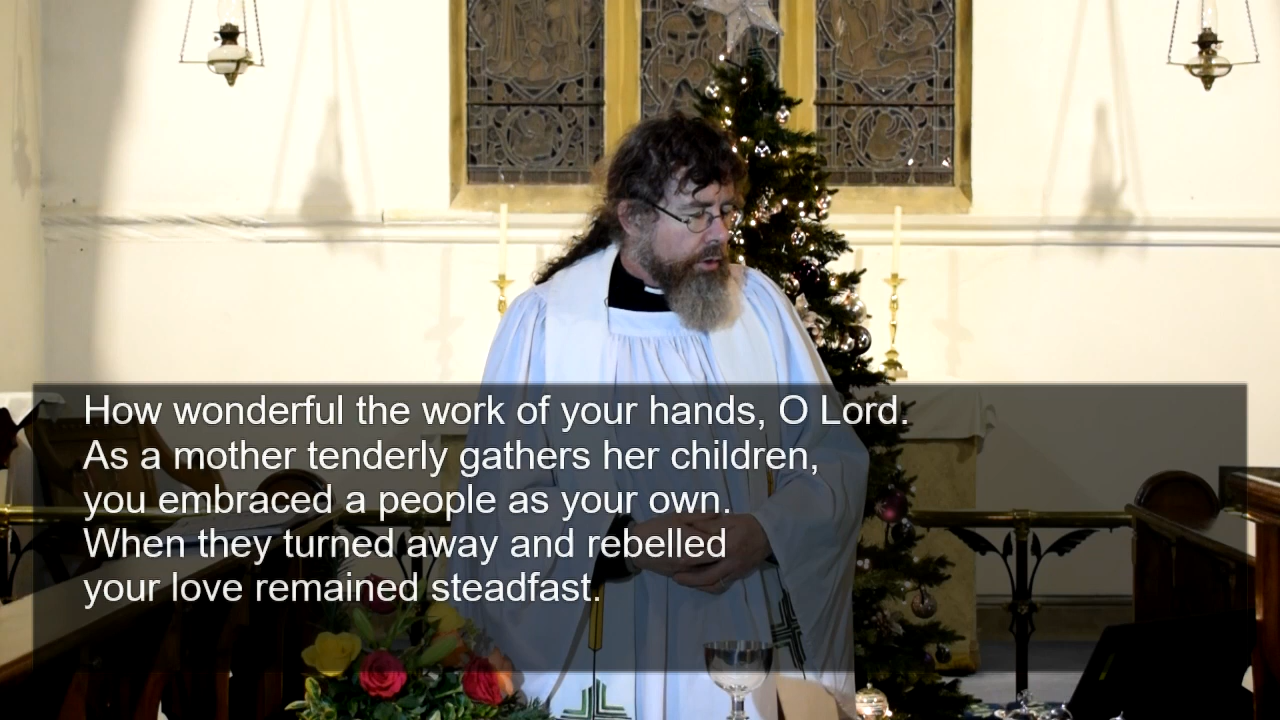 How wonderful the work of your hands, O Lord.
As a mother tenderly gathers her children,
you embraced a people as your own.
When they turned away and rebelled
your love remained steadfast.